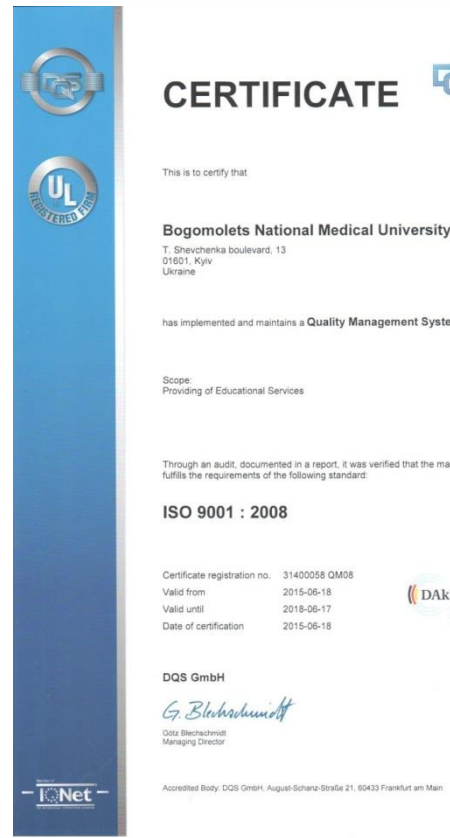 DQS
CERTIFICATE
UL
REGISTERED FIRM
This is to certify that
Bogomolets National Medical University
T. Shevchenka boulevard, 13
01601, Kyiv
Ukraine
has implemented and maintains a Quality Management Syste
Scope:
Providing of Educational Services
Through an audit, documented in a report, it was verified that the ma
fulfills the requirements of the following standard:
ISO 9001 : 2008
Certificate registration no. 31400058 QM08
Valid from 2015-06-18
Valid until 2018-06-17
Date of certification 2015-06-18
DAk
DQS GmbH
G. Blechschmidt
Götz Blechschmidt
Managing Director
IQNet
Accredited Body: DQS GmbH, August-Schanz-Straße 21, 60433 Frankfurt am Main